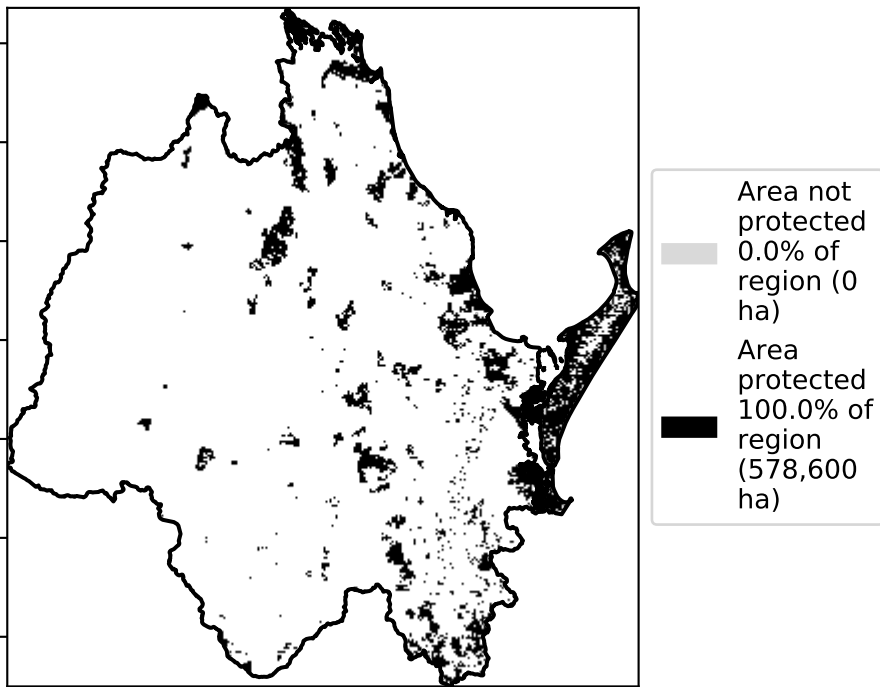 Area not
protected
0.0% of
region (0
ha)
Area
protected
100.0% of
region
(578,600
ha)